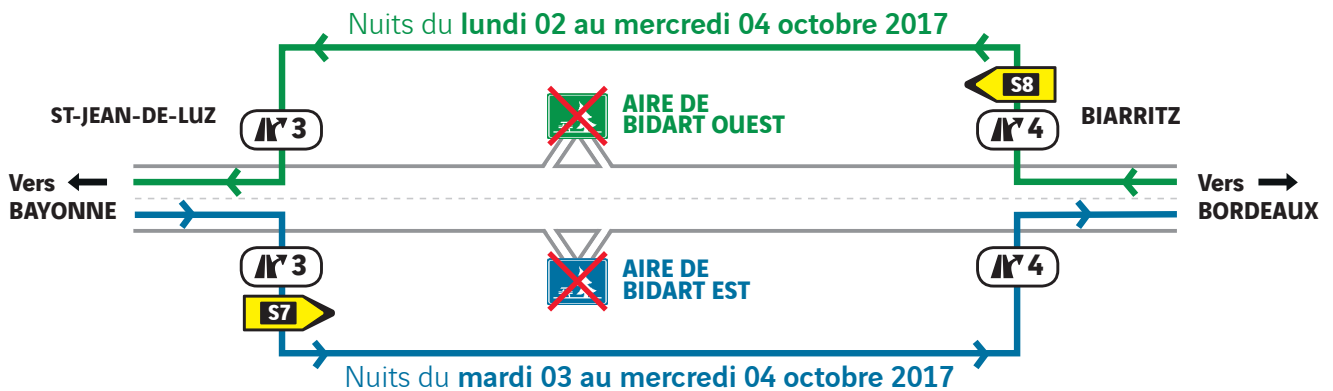 Nuits du lundi 02 au mercredi 04 octobre 2017
S8
ST-JEAN-DE-LUZ
3
AIRE DE
BIDART OUEST
4
BIARRITZ
Vers
BAYONNE
Vers
BORDEAUX
3
AIRE DE
BIDART EST
4
S7
Nuits du mardi 03 au mercredi 04 octobre 2017